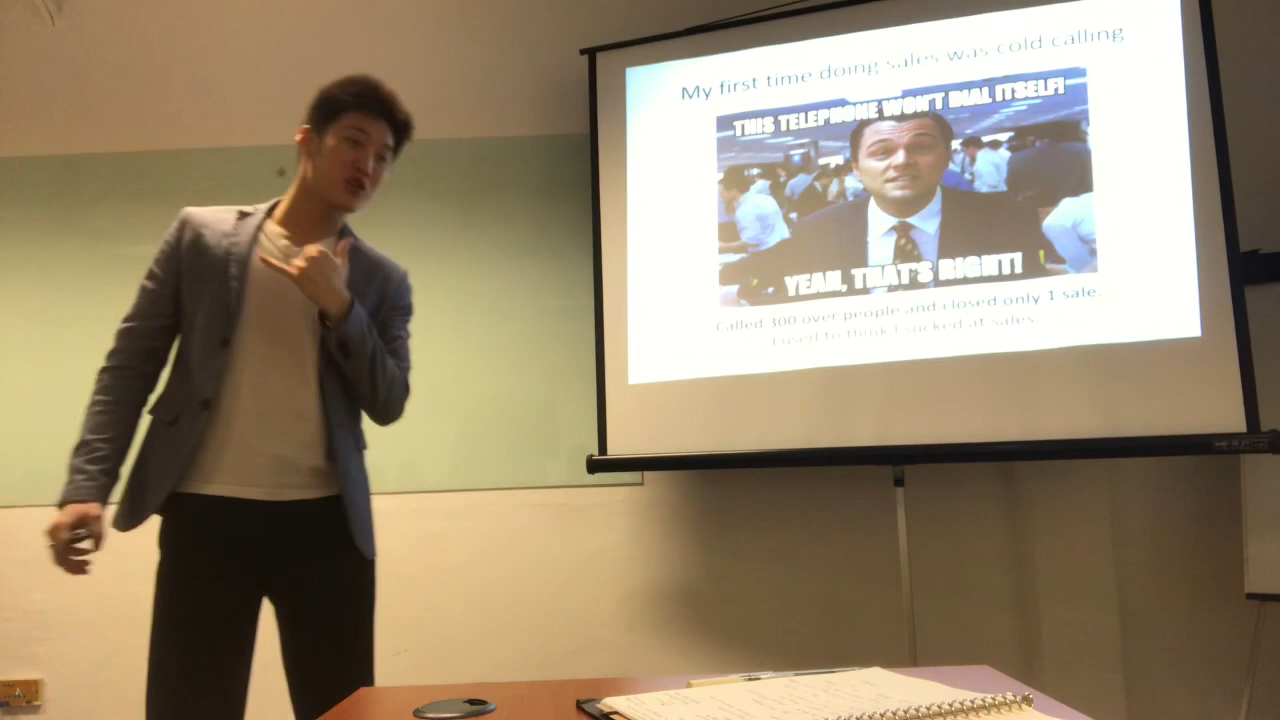 My first time doing sales was cold calling
THIS TELEPHONE WON'T DIAL ITSELF!
YEAH, THAT'S RIGHT!
Called 300 over people and closed only 1 sale.
I used to think I sucked at sales.